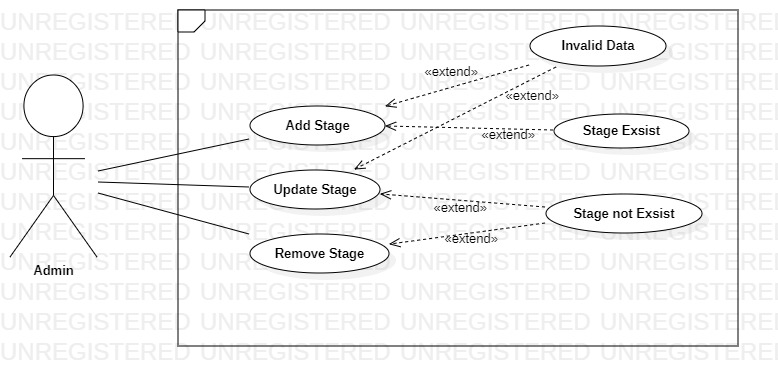 UNREGISTERED UNREGISTERED UNREGISTERED UNREGISTERED
Invalid Data
«extend»
«extend»
Add Stage
Stage Exsist
«extend»
Update Stage
«extend»
Stage not Exsist
«extend»
Remove Stage
Admin